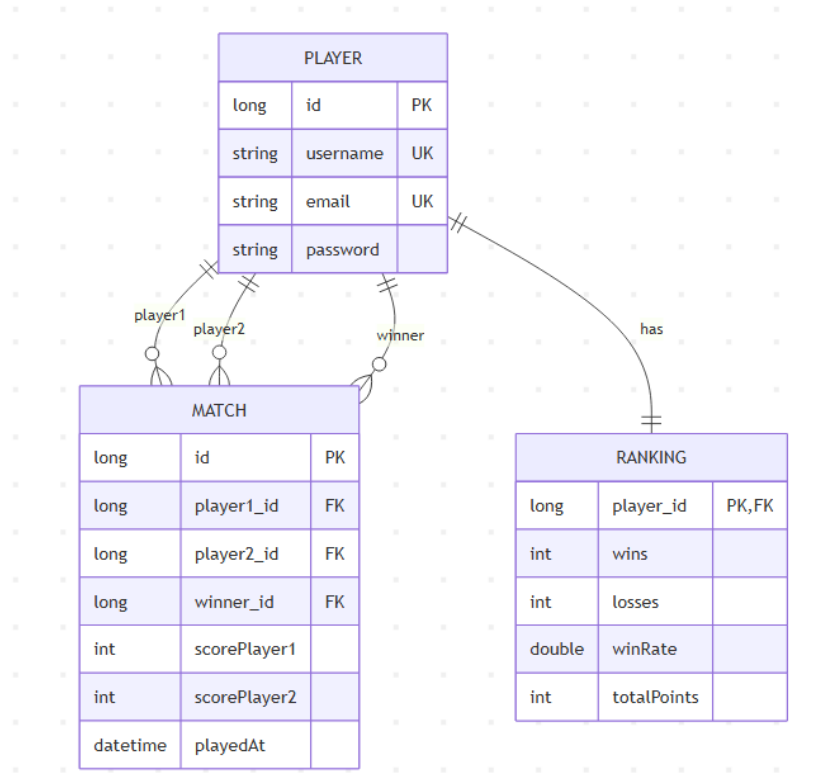 PLAYER
long id PK
string username UK
string email UK
string password
player1
player2
winner
has
MATCH
long id PK
long player1_id FK
long player2_id FK
long winner_id FK
int scorePlayer1
int scorePlayer2
datetime playedAt
RANKING
long player_id PK,FK
int wins
int losses
double winRate
int totalPoints